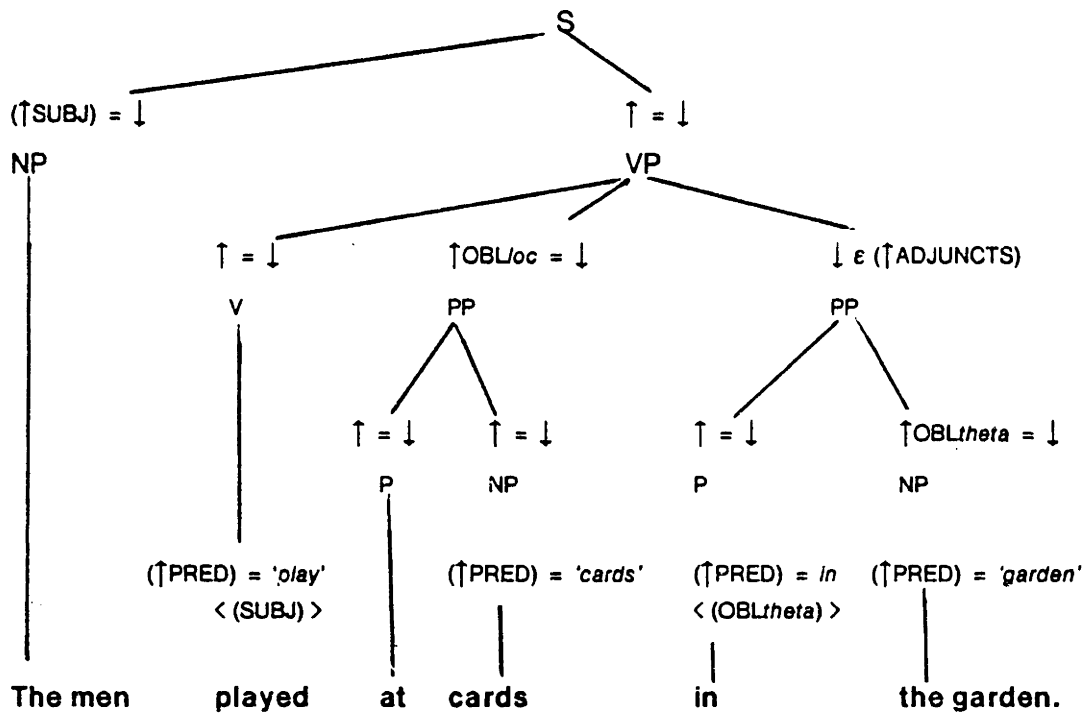 S
(↑SUBJ) = ↓ ↑ = ↓
NP VP
↑ = ↓ ↑OBLloc = ↓ ↓ ε (↑ADJUNCTS)
V PP PP
↑ = ↓ ↑ = ↓ ↑ = ↓ ↑OBLtheta = ↓
P NP P NP
(↑PRED) = 'play' (↑PRED) = 'cards' (↑PRED) = in (↑PRED) = 'garden'
< (SUBJ) > < (OBLtheta) >
The men played at cards in the garden.